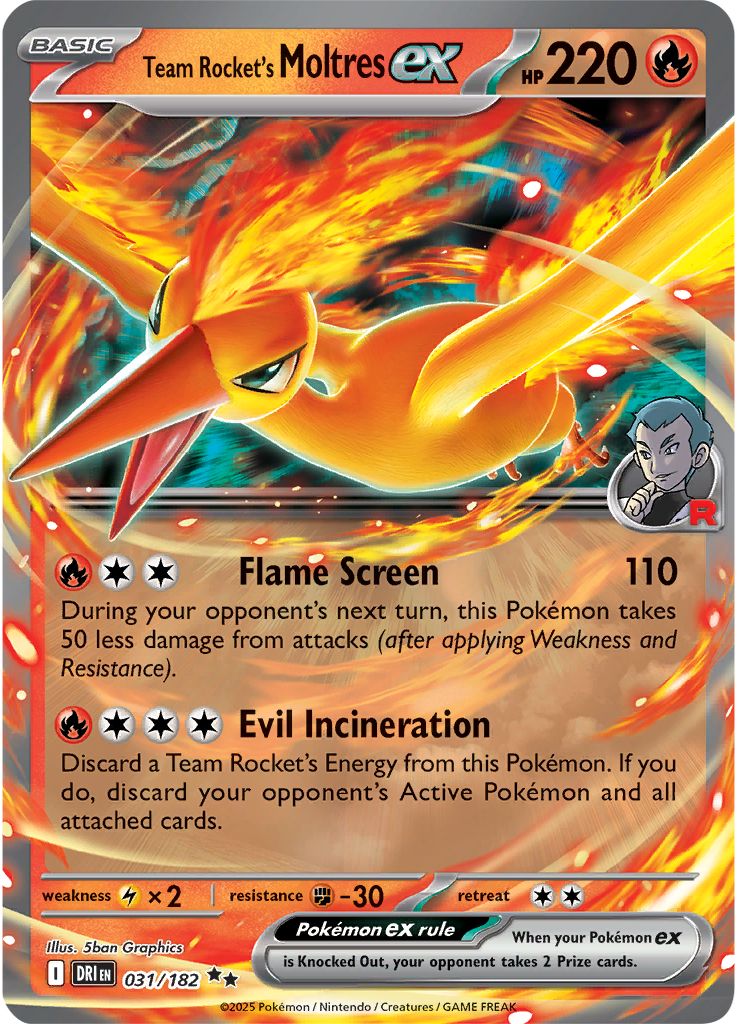 BASIC
Team Rocket's Moltres ex HP 220
R
Flame Screen 110
During your opponent's next turn, this Pokémon takes
50 less damage from attacks (after applying Weakness and
Resistance).
Evil Incineration
Discard a Team Rocket's Energy from this Pokémon. If you
do, discard your opponent's Active Pokémon and all
attached cards.
weakness ×2 resistance -30 retreat
Illus. 5ban Graphics
Pokémon ex rule When your Pokémon ex
is Knocked Out, your opponent takes 2 Prize cards.
I DRI EN 031/182
©2025 Pokémon / Nintendo / Creatures / GAME FREAK